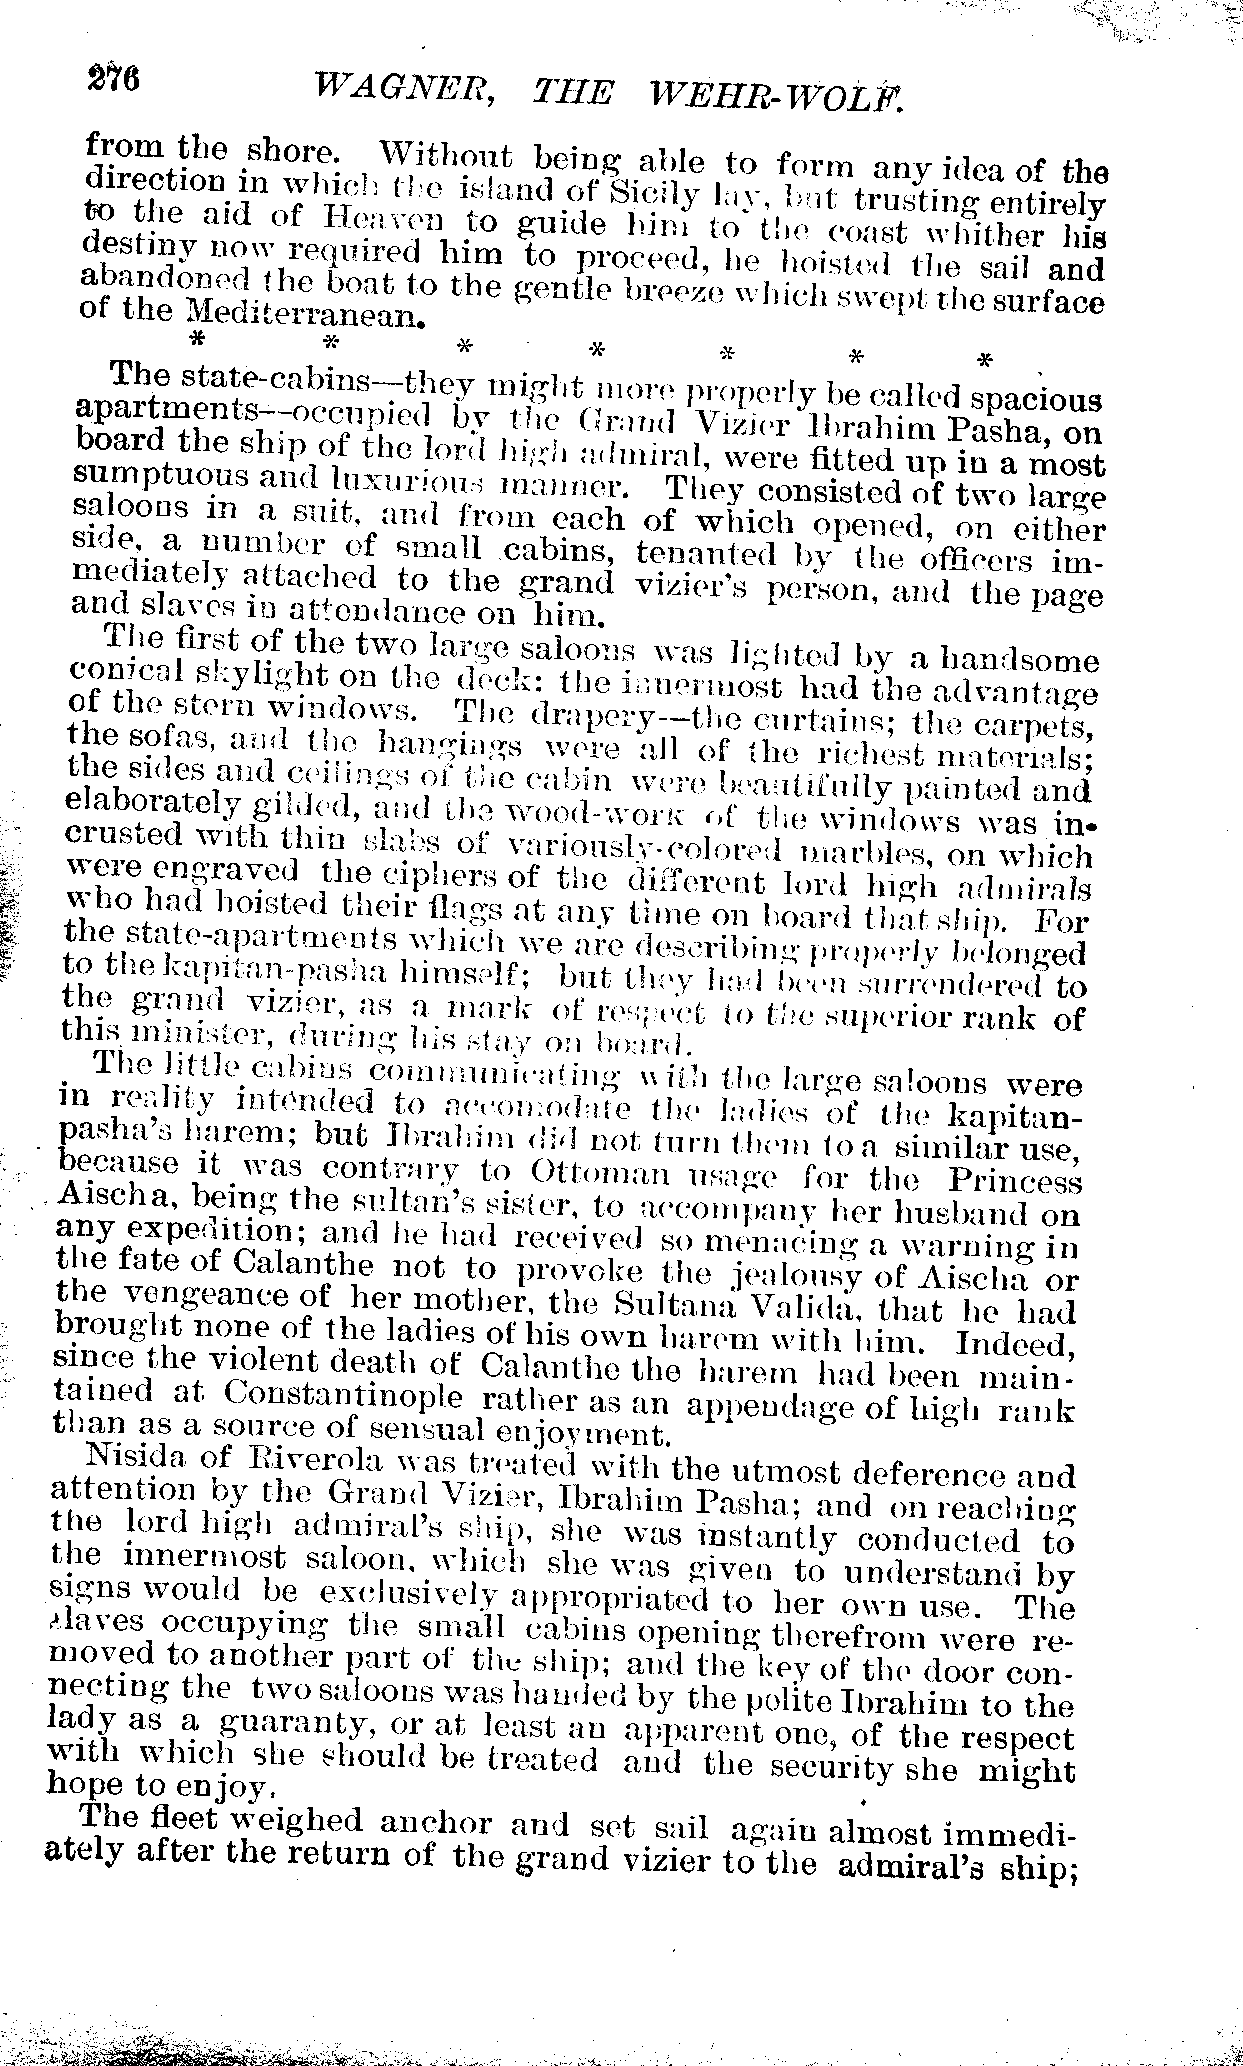 276 WAGNER, THE WEHR-WOLF.
from the shore. Without being able to form any idea of the
direction in which the island of Sicily lay, but trusting entirely
to the aid of Heaven to guide him to the coast whither his
destiny now required him to proceed, he hoisted the sail and
abandoned the boat to the gentle breeze which swept the surface
of the Mediterranean.
* * * * * * *
The state-cabins—they might more properly be called spacious
apartments—occupied by the Grand Vizier Ibrahim Pasha, on
board the ship of the lord high admiral, were fitted up in a most
sumptuous and luxurious manner. They consisted of two large
saloons in a suit, and from each of which opened, on either
side, a number of small cabins, tenanted by the officers im-
mediately attached to the grand vizier's person, and the page
and slaves in attendance on him.
The first of the two large saloons was lighted by a handsome
conical skylight on the deck: the innermost had the advantage
of the stern windows. The drapery—the curtains; the carpets,
the sofas, and the hangings were all of the richest materials;
the sides and ceilings of the cabin were beautifully painted and
elaborately gilded, and the wood-work of the windows was in-
crusted with thin slabs of variously-colored marbles, on which
were engraved the ciphers of the different lord high admirals
who had hoisted their flags at any time on board that ship. For
the state-apartments which we are describing properly belonged
to the kapitan-pasha himself; but they had been surrendered to
the grand vizier, as a mark of respect to the superior rank of
this minister, during his stay on board.
The little cabins communicating with the large saloons were
in reality intended to accomodate the ladies of the kapitan-
pasha's harem; but Ibrahim did not turn them to a similar use,
because it was contrary to Ottoman usage for the Princess
Aischa, being the sultan's sister, to accompany her husband on
any expedition; and he had received so menacing a warning in
the fate of Calanthe not to provoke the jealousy of Aischa or
the vengeance of her mother, the Sultana Valida, that he had
brought none of the ladies of his own harem with him. Indeed,
since the violent death of Calanthe the harem had been main-
tained at Constantinople rather as an appendage of high rank
than as a source of sensual enjoyment.
Nisida of Riverola was treated with the utmost deference and
attention by the Grand Vizier, Ibrahim Pasha; and on reaching
the lord high admiral's ship, she was instantly conducted to
the innermost saloon, which she was given to understand by
signs would be exclusively appropriated to her own use. The
slaves occupying the small cabins opening therefrom were re-
moved to another part of the ship; and the key of the door con-
necting the two saloons was handed by the polite Ibrahim to the
lady as a guaranty, or at least an apparent one, of the respect
with which she should be treated and the security she might
hope to enjoy.
The fleet weighed anchor and set sail again almost immedi-
ately after the return of the grand vizier to the admiral's ship;